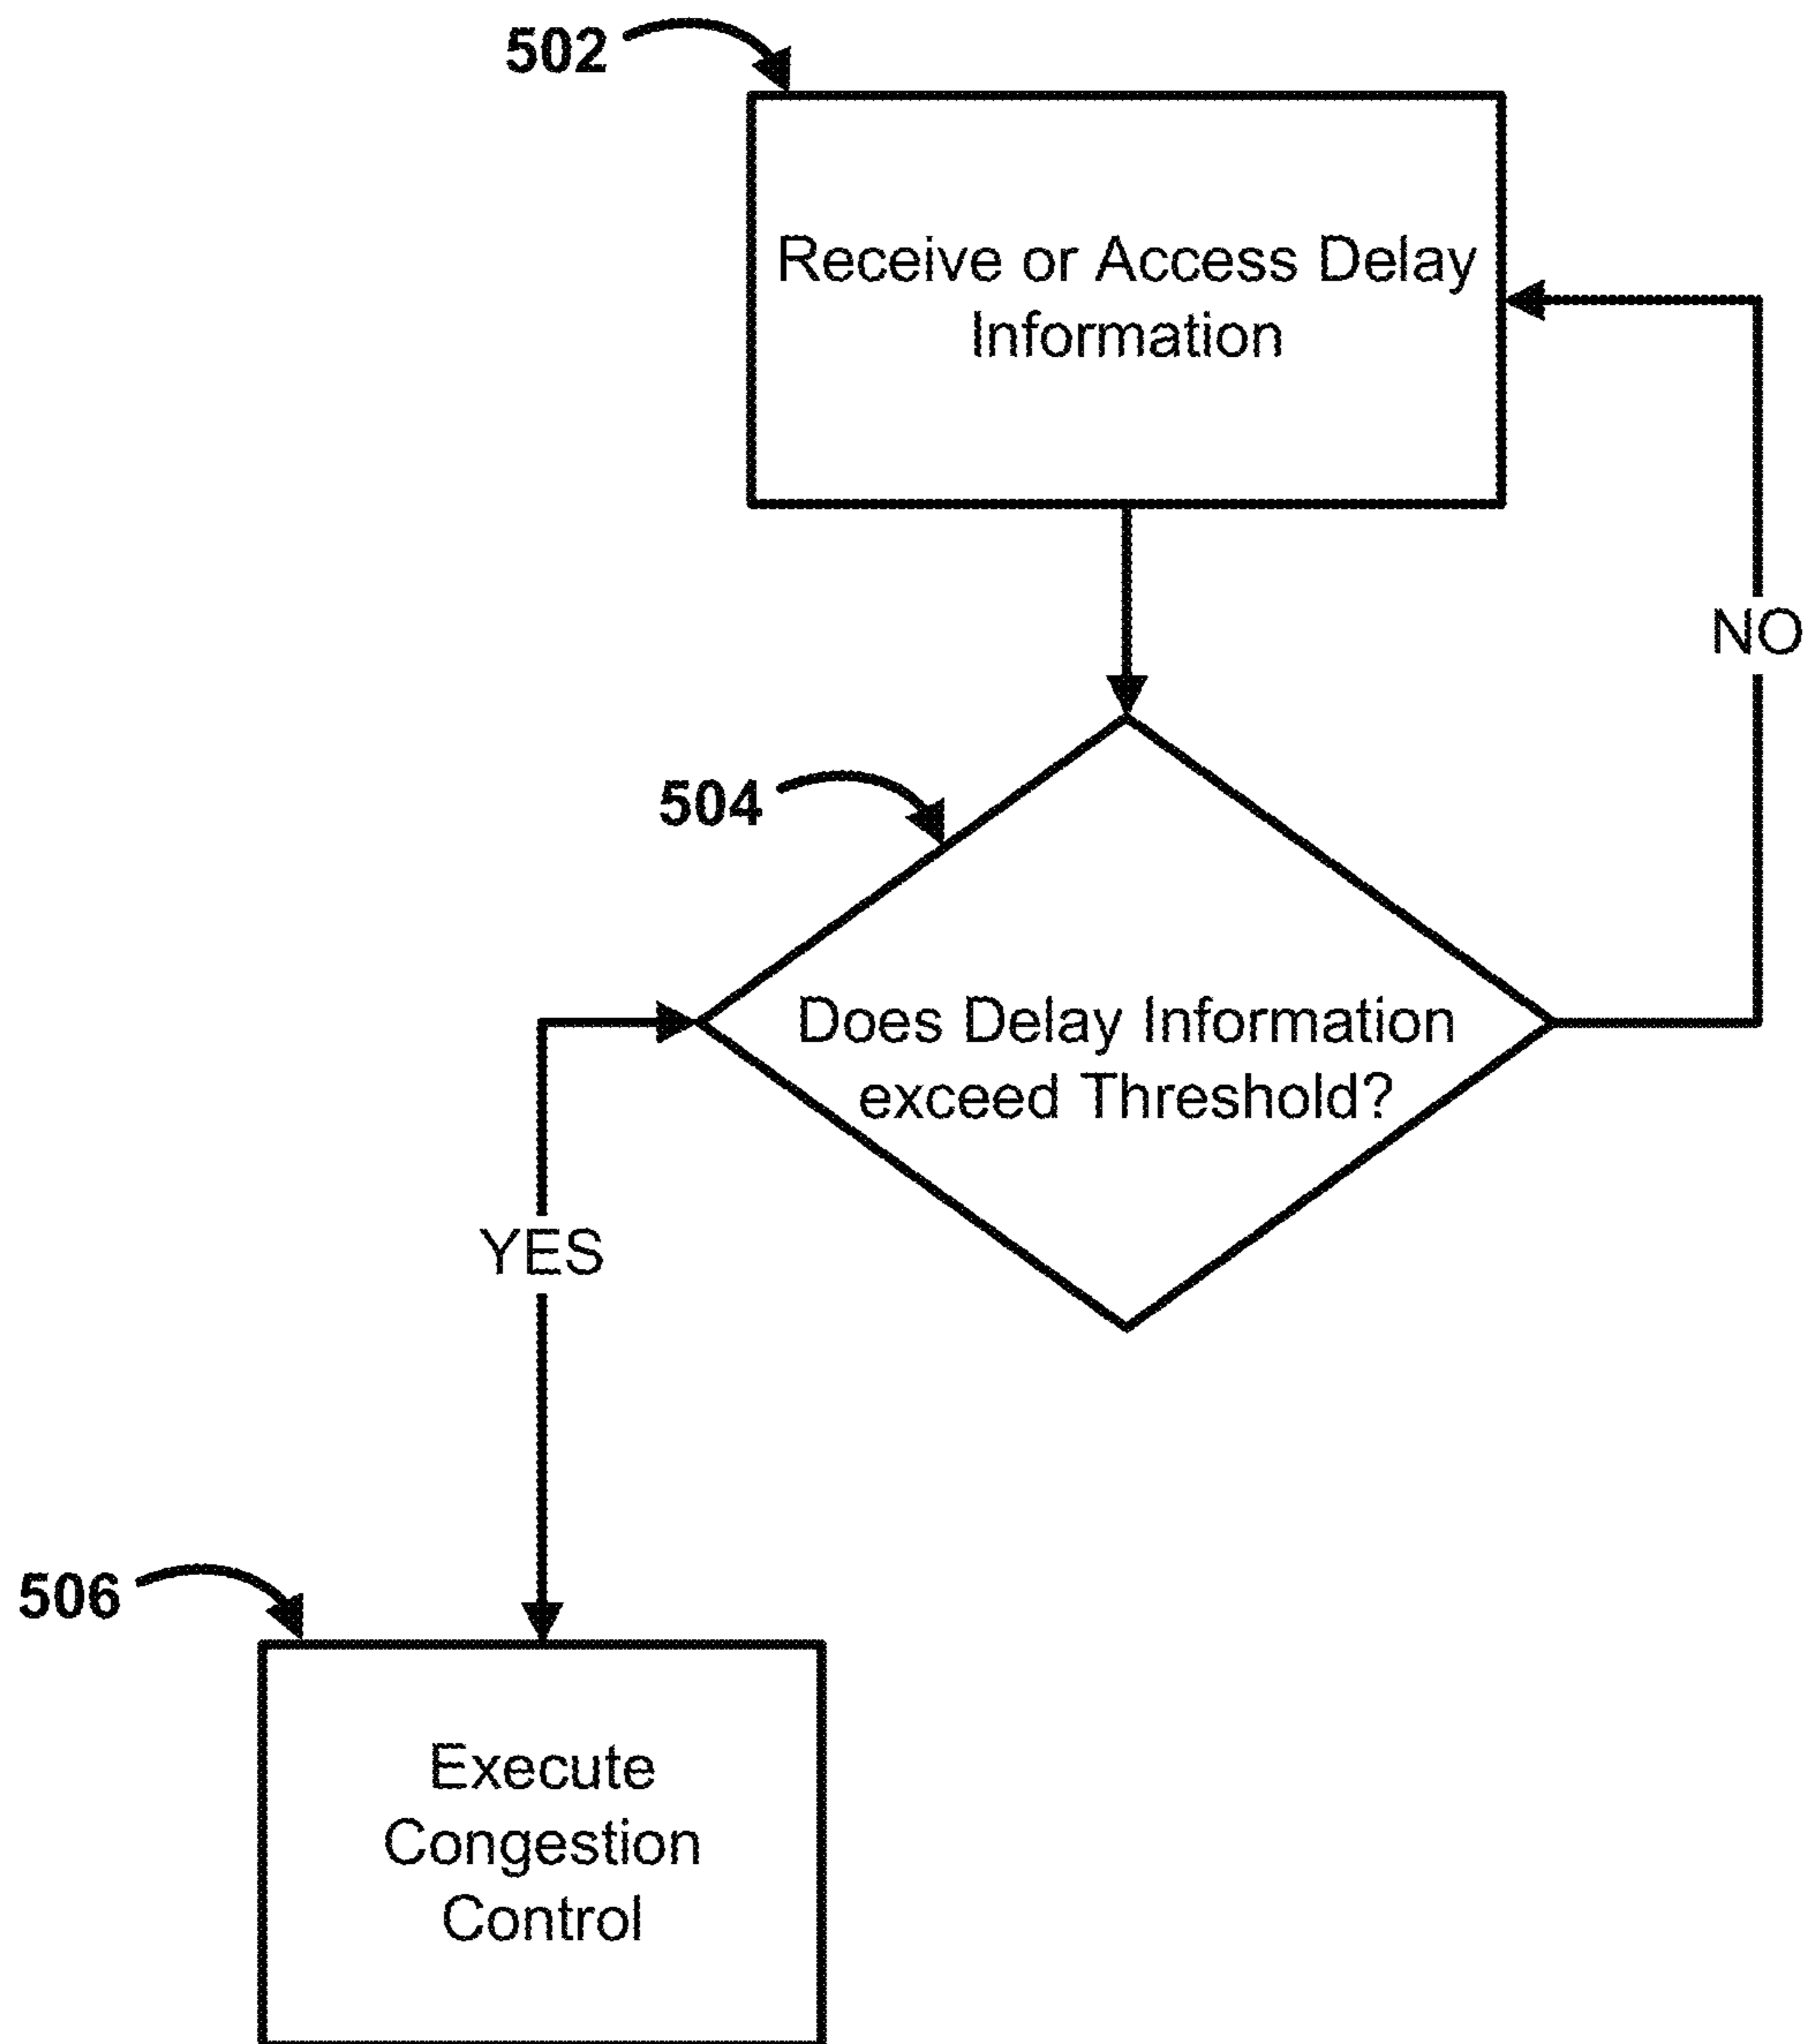 502
Receive or Access Delay
Information
NO
504
Does Delay Information
exceed Threshold?
YES
506
Execute
Congestion
Control